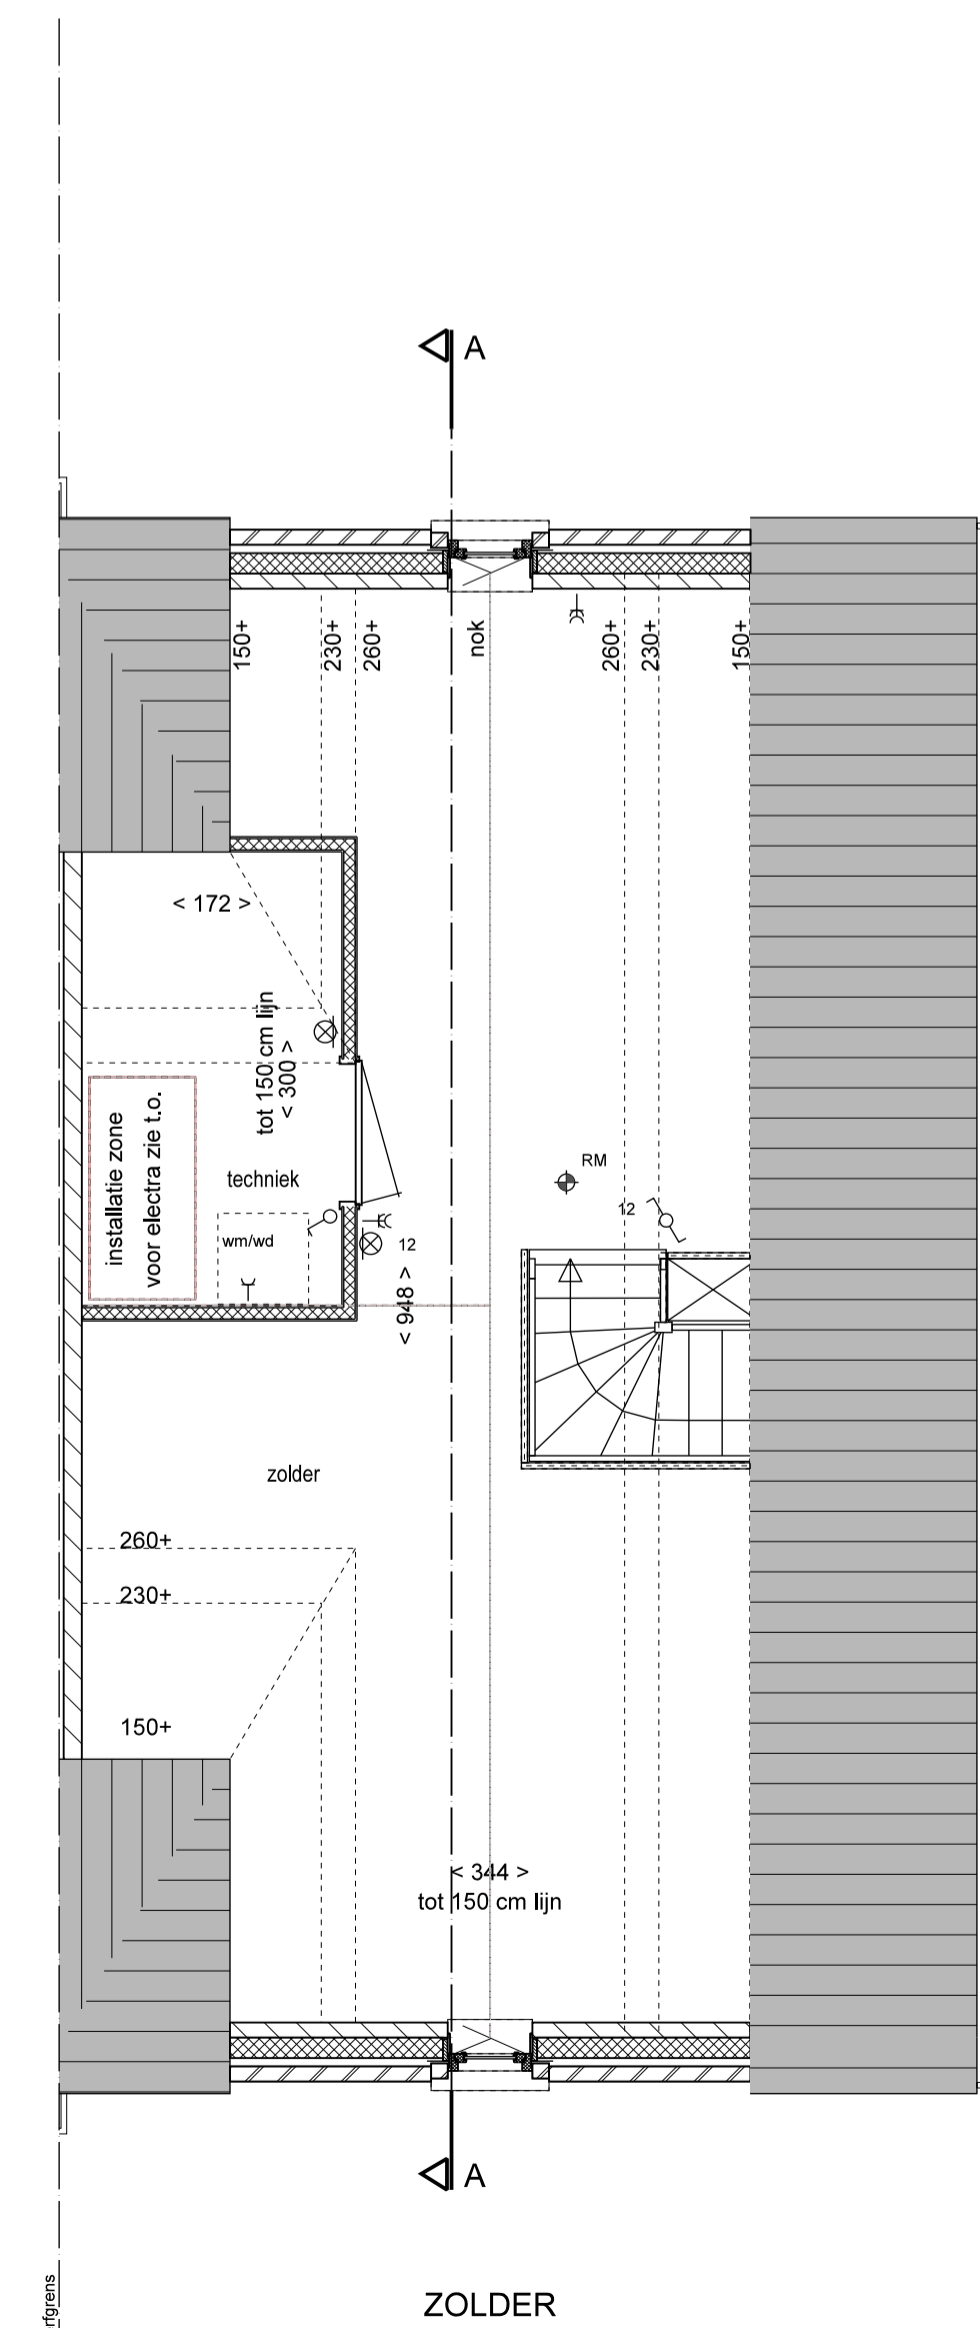 A
150+
230+
260+
nok
260+
230+
150+
< 172 >
tot 150 cm lijn
< 300 >
installatie zone
voor electra zie t.o.
techniek
wm/wd
RM
12
12
< 948 >
zolder
260+
230+
150+
< 344 >
tot 150 cm lijn
A
rfgrens
ZOLDER